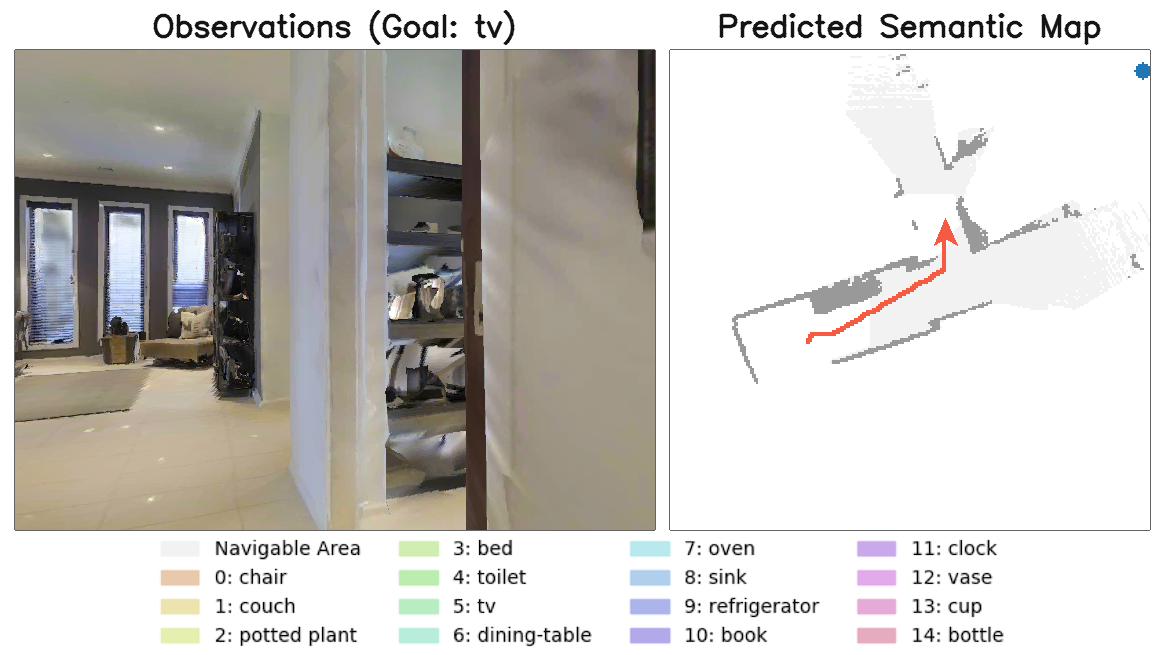 Observations (Goal: tv)
Predicted Semantic Map
Navigable Area
0: chair
1: couch
2: potted plant
3: bed
4: toilet
5: tv
6: dining-table
7: oven
8: sink
9: refrigerator
10: book
11: clock
12: vase
13: cup
14: bottle